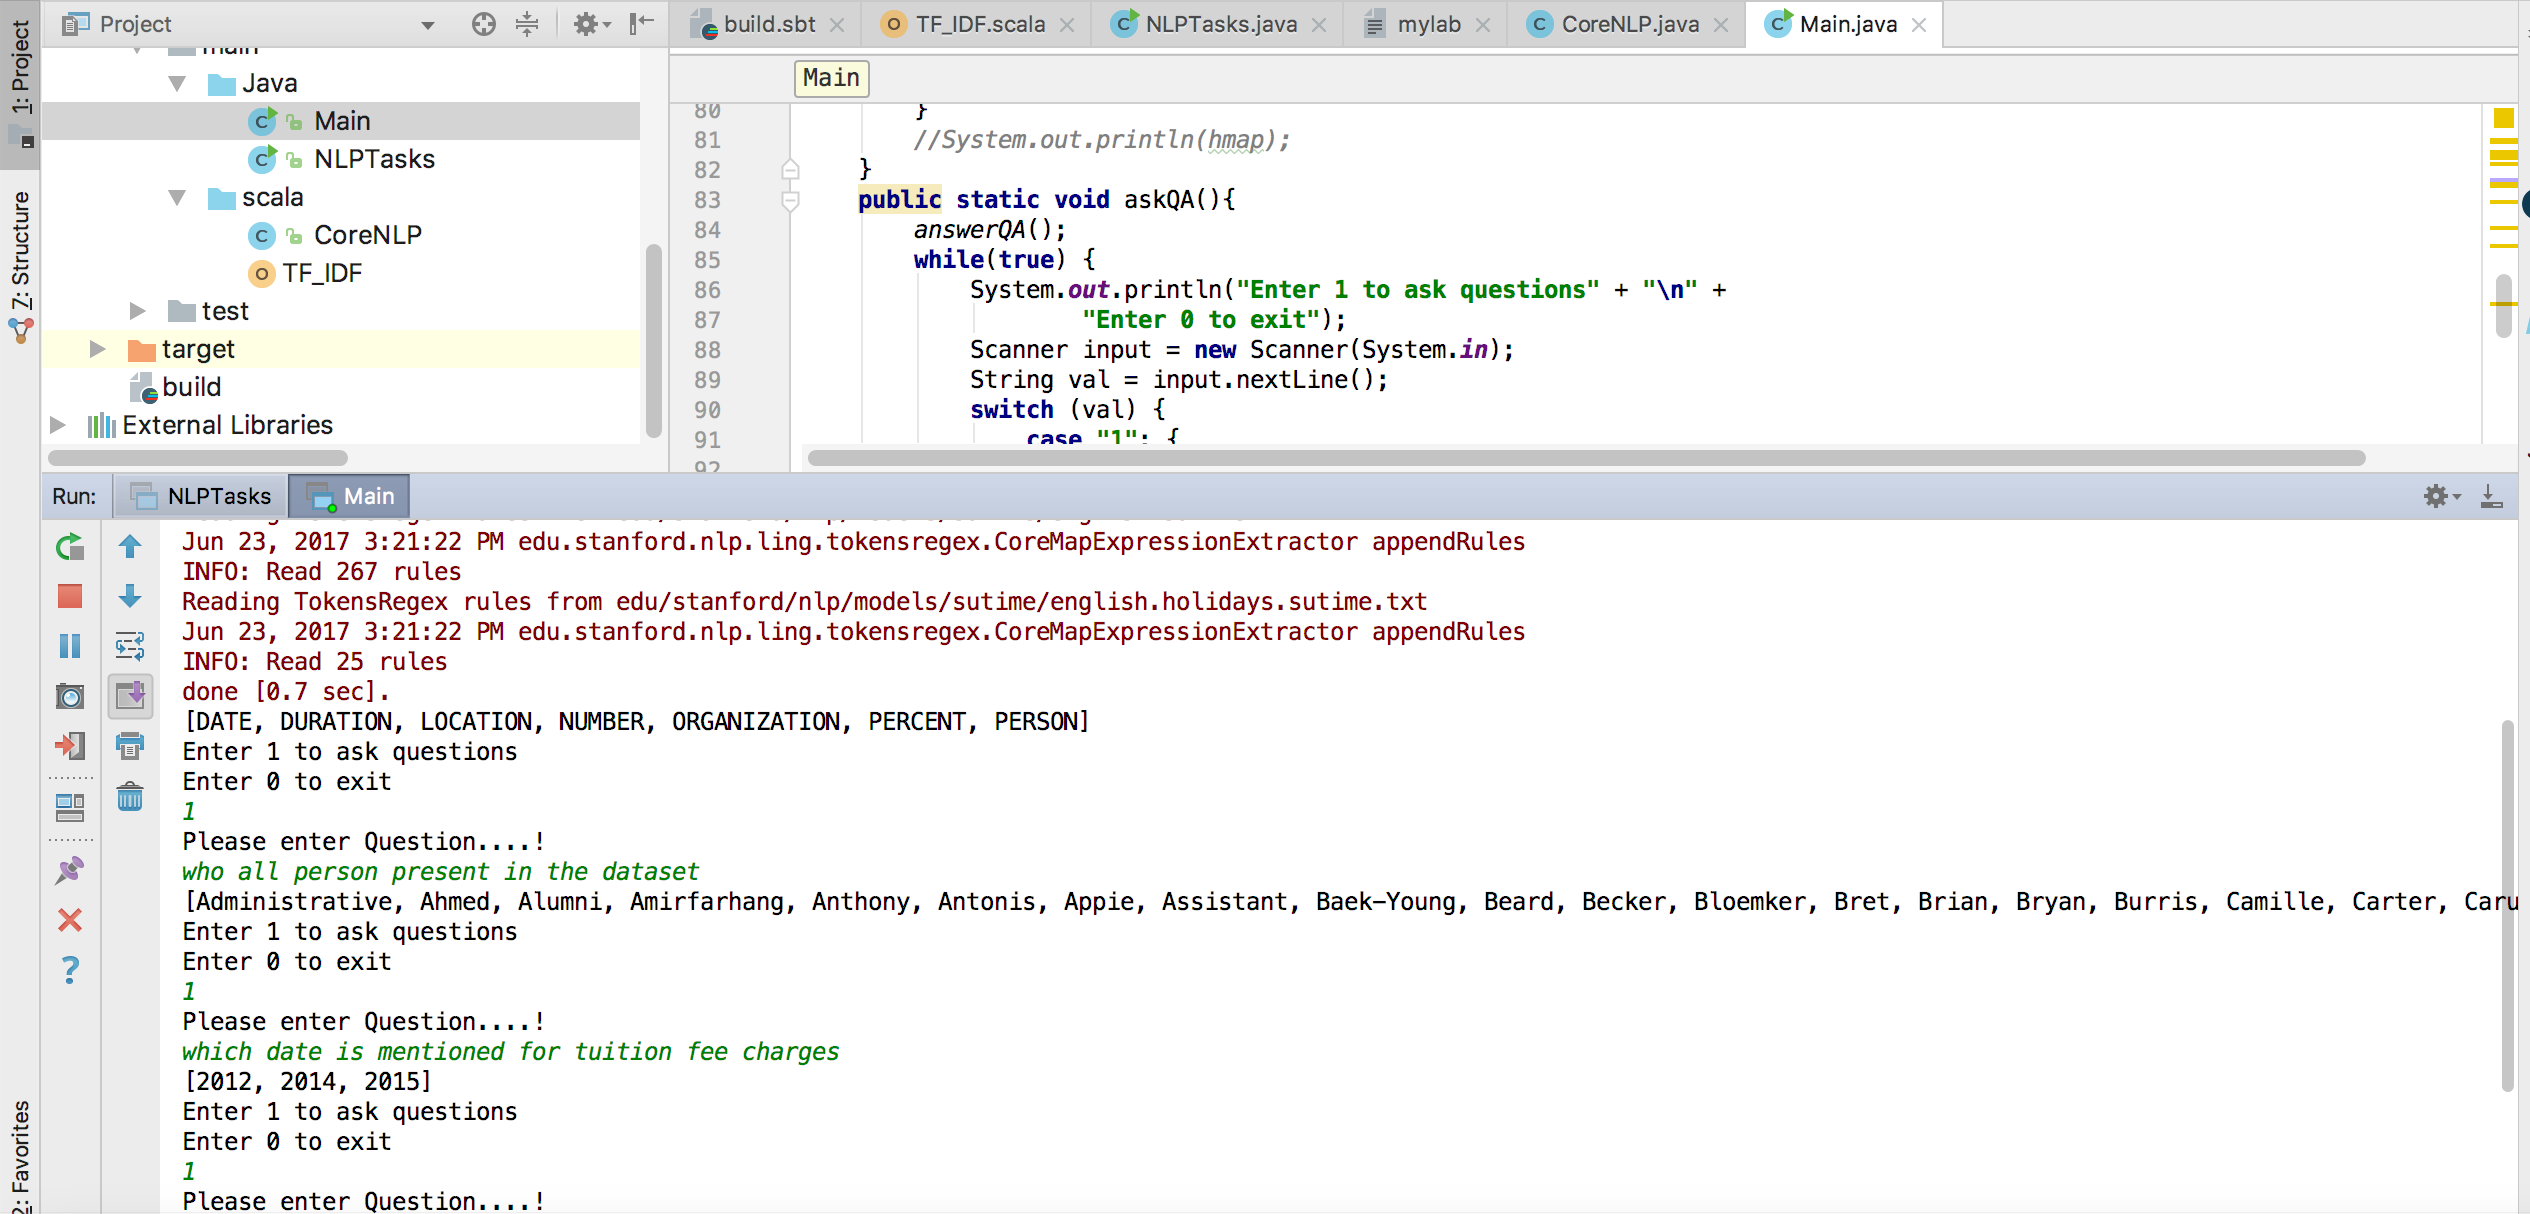 1: Project
7: Structure
2: Favorites
Project
main
Java
Main
NLPTasks
scala
CoreNLP
TF_IDF
test
target
build
External Libraries
build.sbt
TF_IDF.scala
NLPTasks.java
mylab
CoreNLP.java
Main.java
Main
80 }
81 //System.out.println(hmap);
82 }
83 public static void askQA(){
84 answerQA();
85 while(true) {
86 System.out.println("Enter 1 to ask questions" + "\n" +
87 "Enter 0 to exit");
88 Scanner input = new Scanner(System.in);
89 String val = input.nextLine();
90 switch (val) {
91 case "1": {
92
Run: NLPTasks Main
Jun 23, 2017 3:21:22 PM edu.stanford.nlp.ling.tokensregex.CoreMapExpressionExtractor appendRules
INFO: Read 267 rules
Reading TokensRegex rules from edu/stanford/nlp/models/sutime/english.holidays.sutime.txt
Jun 23, 2017 3:21:22 PM edu.stanford.nlp.ling.tokensregex.CoreMapExpressionExtractor appendRules
INFO: Read 25 rules
done [0.7 sec].
[DATE, DURATION, LOCATION, NUMBER, ORGANIZATION, PERCENT, PERSON]
Enter 1 to ask questions
Enter 0 to exit
1
Please enter Question....!
who all person present in the dataset
[Administrative, Ahmed, Alumni, Amirfarhang, Anthony, Antonis, Appie, Assistant, Baek-Young, Beard, Becker, Bloemker, Bret, Brian, Bryan, Burris, Camille, Carter, Caru
Enter 1 to ask questions
Enter 0 to exit
1
Please enter Question....!
which date is mentioned for tuition fee charges
[2012, 2014, 2015]
Enter 1 to ask questions
Enter 0 to exit
1
Please enter Question....!